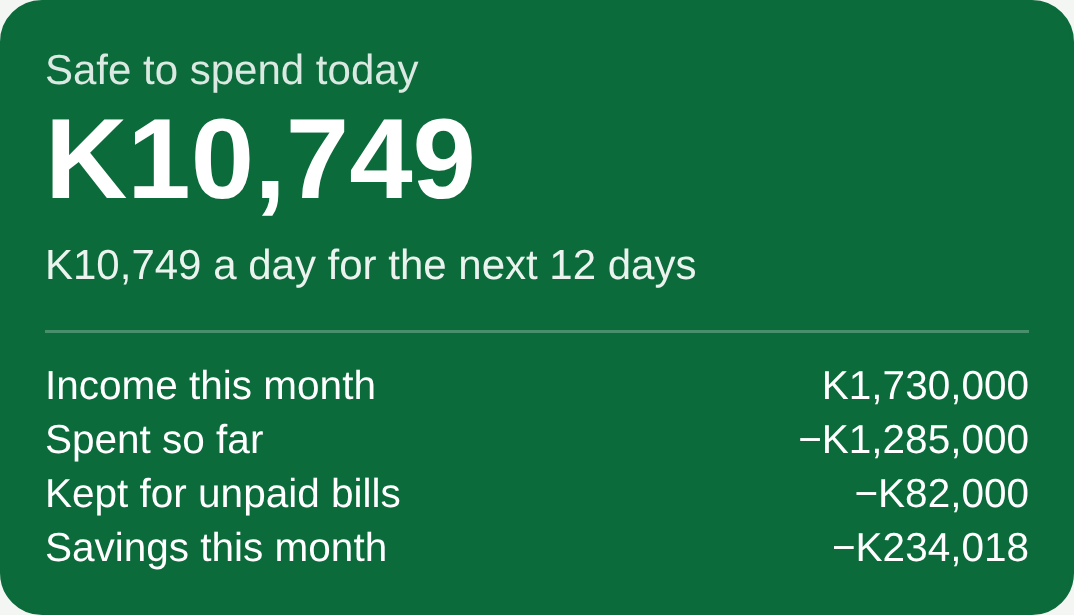 Safe to spend today
K10,749
K10,749 a day for the next 12 days
Income this month K1,730,000
Spent so far −K1,285,000
Kept for unpaid bills −K82,000
Savings this month −K234,018